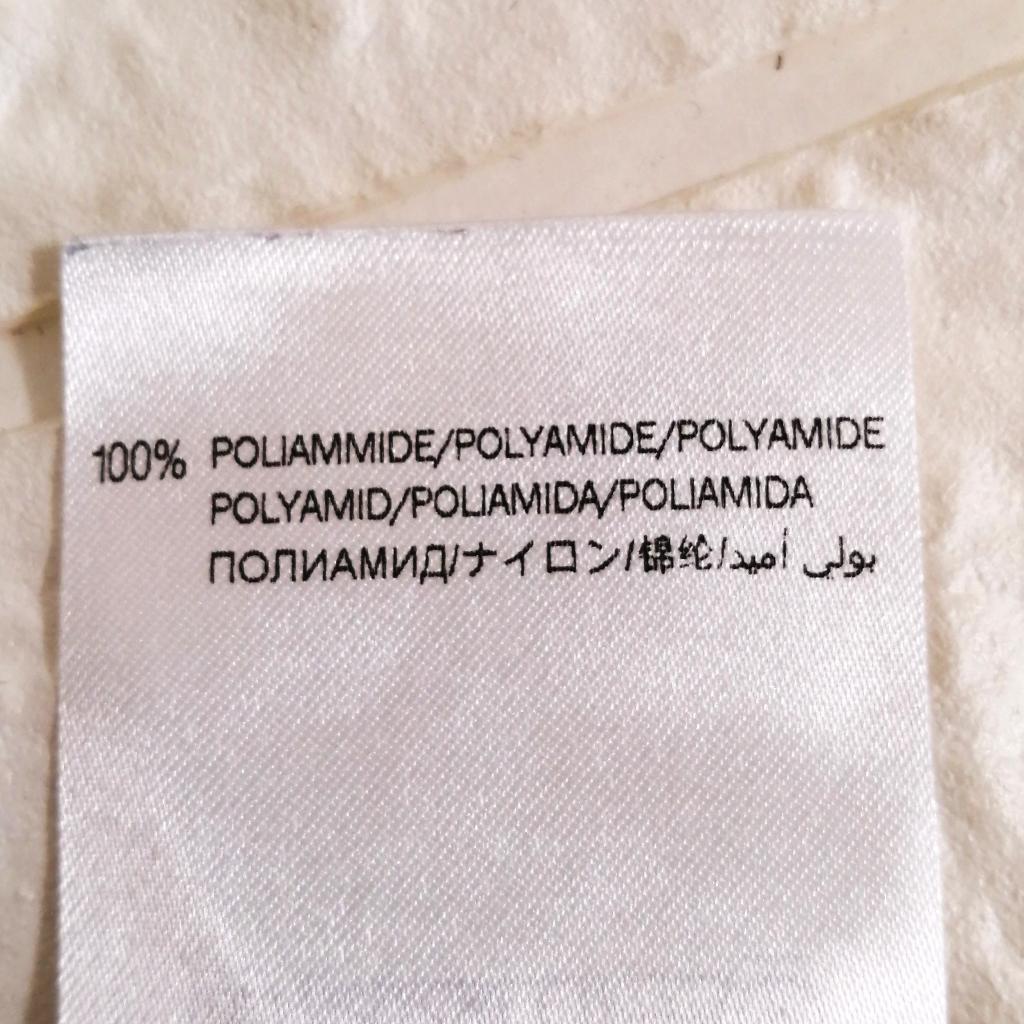 100% POLIAMMIDE/POLYAMIDE/POLYAMIDE
POLYAMID/POLIAMIDA/POLIAMIDA
ПОЛИАМИД/ナイロン/锦纶/بولي أميد